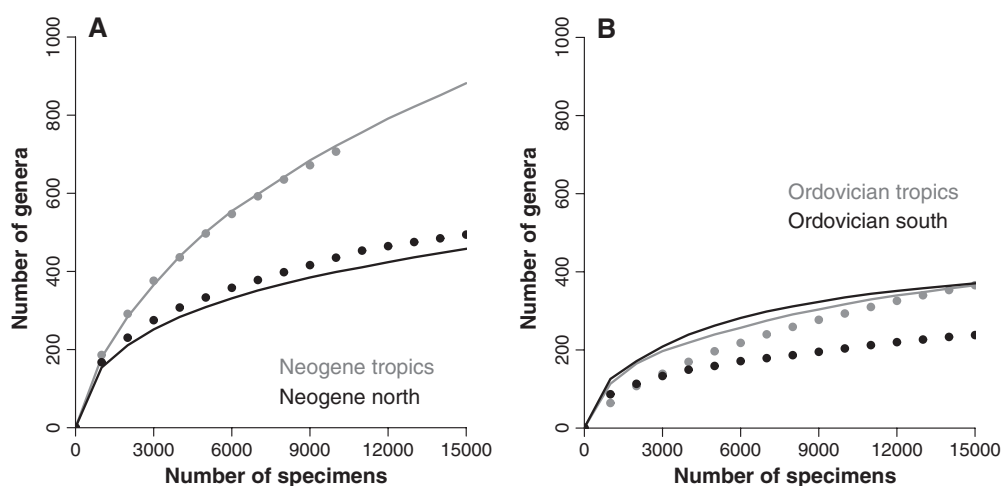 A
Number of genera
1000
800
600
400
200
0
Neogene tropics
Neogene north
0 3000 6000 9000 12000 15000
Number of specimens
B
Number of genera
1000
800
600
400
200
0
Ordovician tropics
Ordovician south
0 3000 6000 9000 12000 15000
Number of specimens